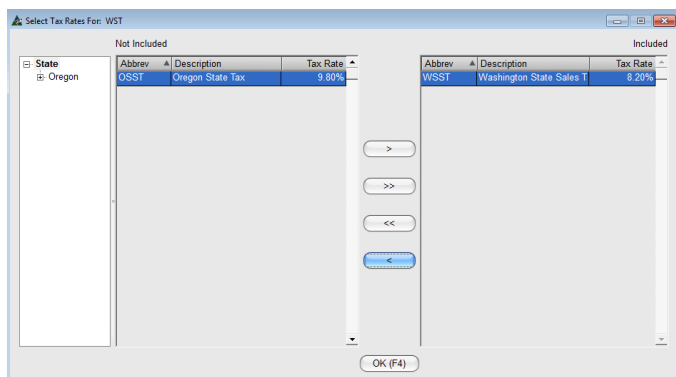 Select Tax Rates For: WST
Not Included
Included
State
Oregon
Abbrev Description Tax Rate
OSST Oregon State Tax 9.80%
>
>>
<<
<
Abbrev Description Tax Rate
WSST Washington State Sales T 8.20%
OK (F4)